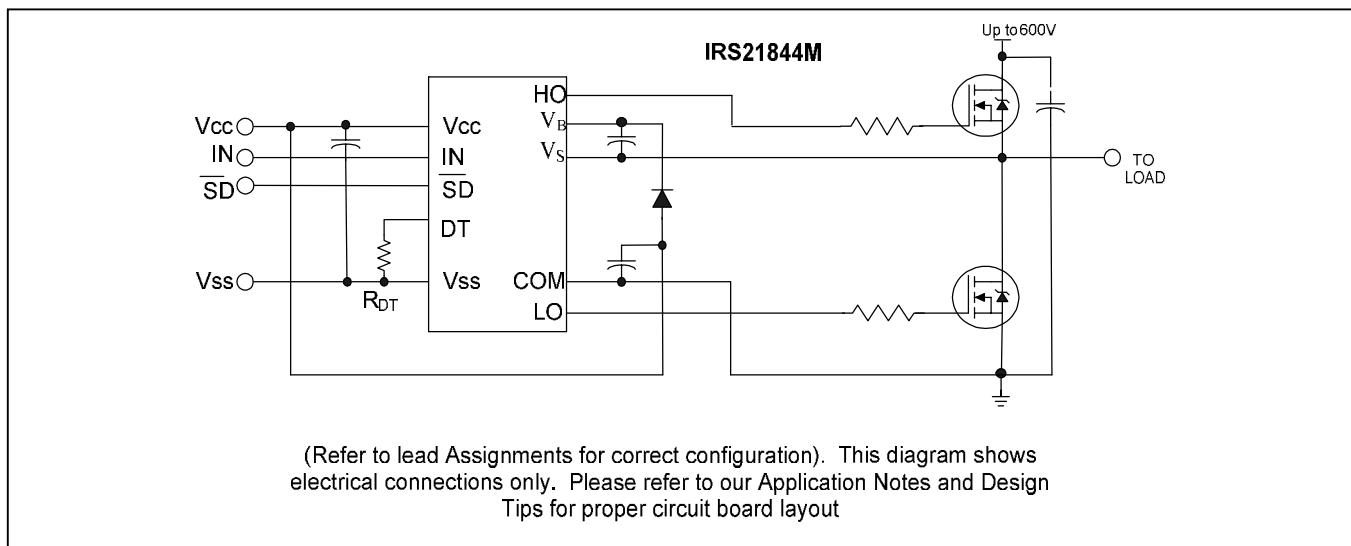 Up to 600V
IRS21844M
HO
Vcc
Vcc
VB
IN
IN
VS
TO
LOAD
SD
SD
DT
Vss
Vss
COM
RDT
LO
(Refer to lead Assignments for correct configuration). This diagram shows
electrical connections only. Please refer to our Application Notes and Design
Tips for proper circuit board layout